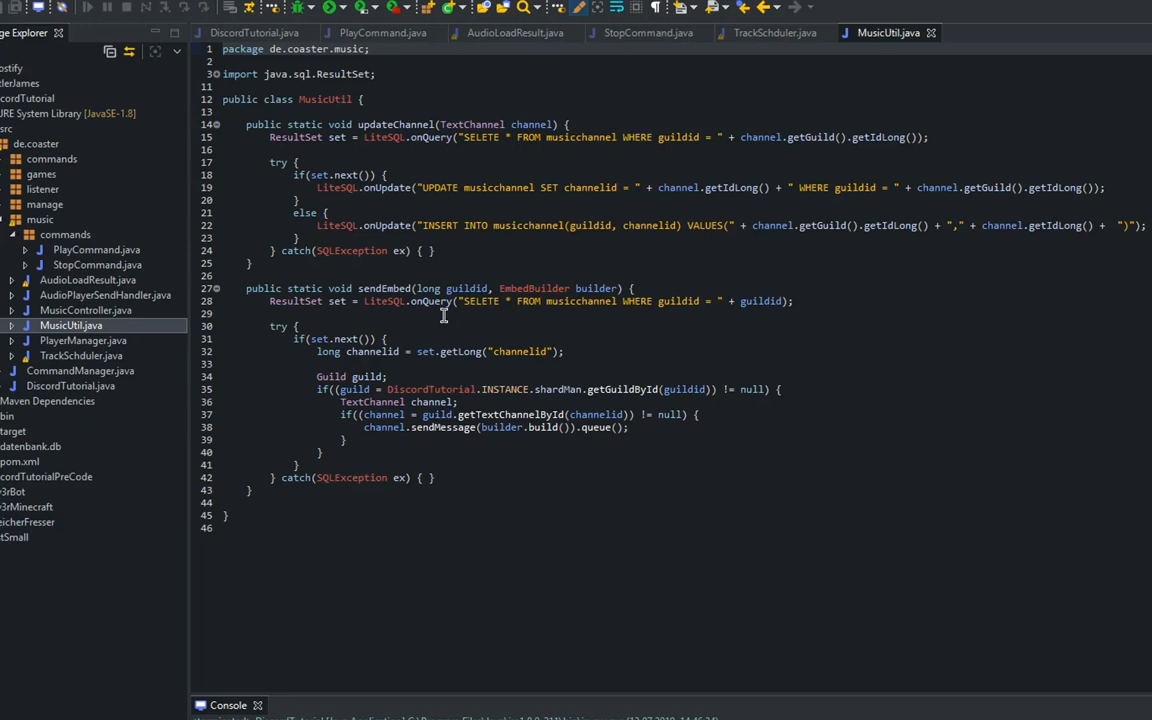 ge Explorer
DiscordTutorial.java PlayCommand.java AudioLoadResult.java StopCommand.java TrackSchduler.java MusicUtil.java
ostify
tlerJames
cordTutorial
URE System Library [JavaSE-1.8]
src
de.coaster
commands
games
listener
manage
music
commands
PlayCommand.java
StopCommand.java
AudioLoadResult.java
AudioPlayerSendHandler.java
MusicController.java
MusicUtil.java
PlayerManager.java
TrackSchduler.java
CommandManager.java
DiscordTutorial.java
Maven Dependencies
bin
target
datenbank.db
pom.xml
cordTutorialPreCode
v3rBot
v3rMinecraft
eicherFresser
stSmall
1 package de.coaster.music;
2
3 import java.sql.ResultSet;
11
12 public class MusicUtil {
13
14 public static void updateChannel(TextChannel channel) {
15 ResultSet set = LiteSQL.onQuery("SELETE * FROM musicchannel WHERE guildid = " + channel.getGuild().getIdLong());
16
17 try {
18 if(set.next()) {
19 LiteSQL.onUpdate("UPDATE musicchannel SET channelid = " + channel.getIdLong() + " WHERE guildid = " + channel.getGuild().getIdLong());
20 }
21 else {
22 LiteSQL.onUpdate("INSERT INTO musicchannel(guildid, channelid) VALUES(" + channel.getGuild().getIdLong() + "," + channel.getIdLong() + ")");
23 }
24 } catch(SQLException ex) { }
25 }
26
27 public static void sendEmbed(long guildid, EmbedBuilder builder) {
28 ResultSet set = LiteSQL.onQuery("SELETE * FROM musicchannel WHERE guildid = " + guildid);
29
30 try {
31 if(set.next()) {
32 long channelid = set.getLong("channelid");
33
34 Guild guild;
35 if((guild = DiscordTutorial.INSTANCE.shardMan.getGuildById(guildid)) != null) {
36 TextChannel channel;
37 if((channel = guild.getTextChannelById(channelid)) != null) {
38 channel.sendMessage(builder.build()).queue();
39 }
40 }
41 }
42 } catch(SQLException ex) { }
43 }
44
45 }
46
Console